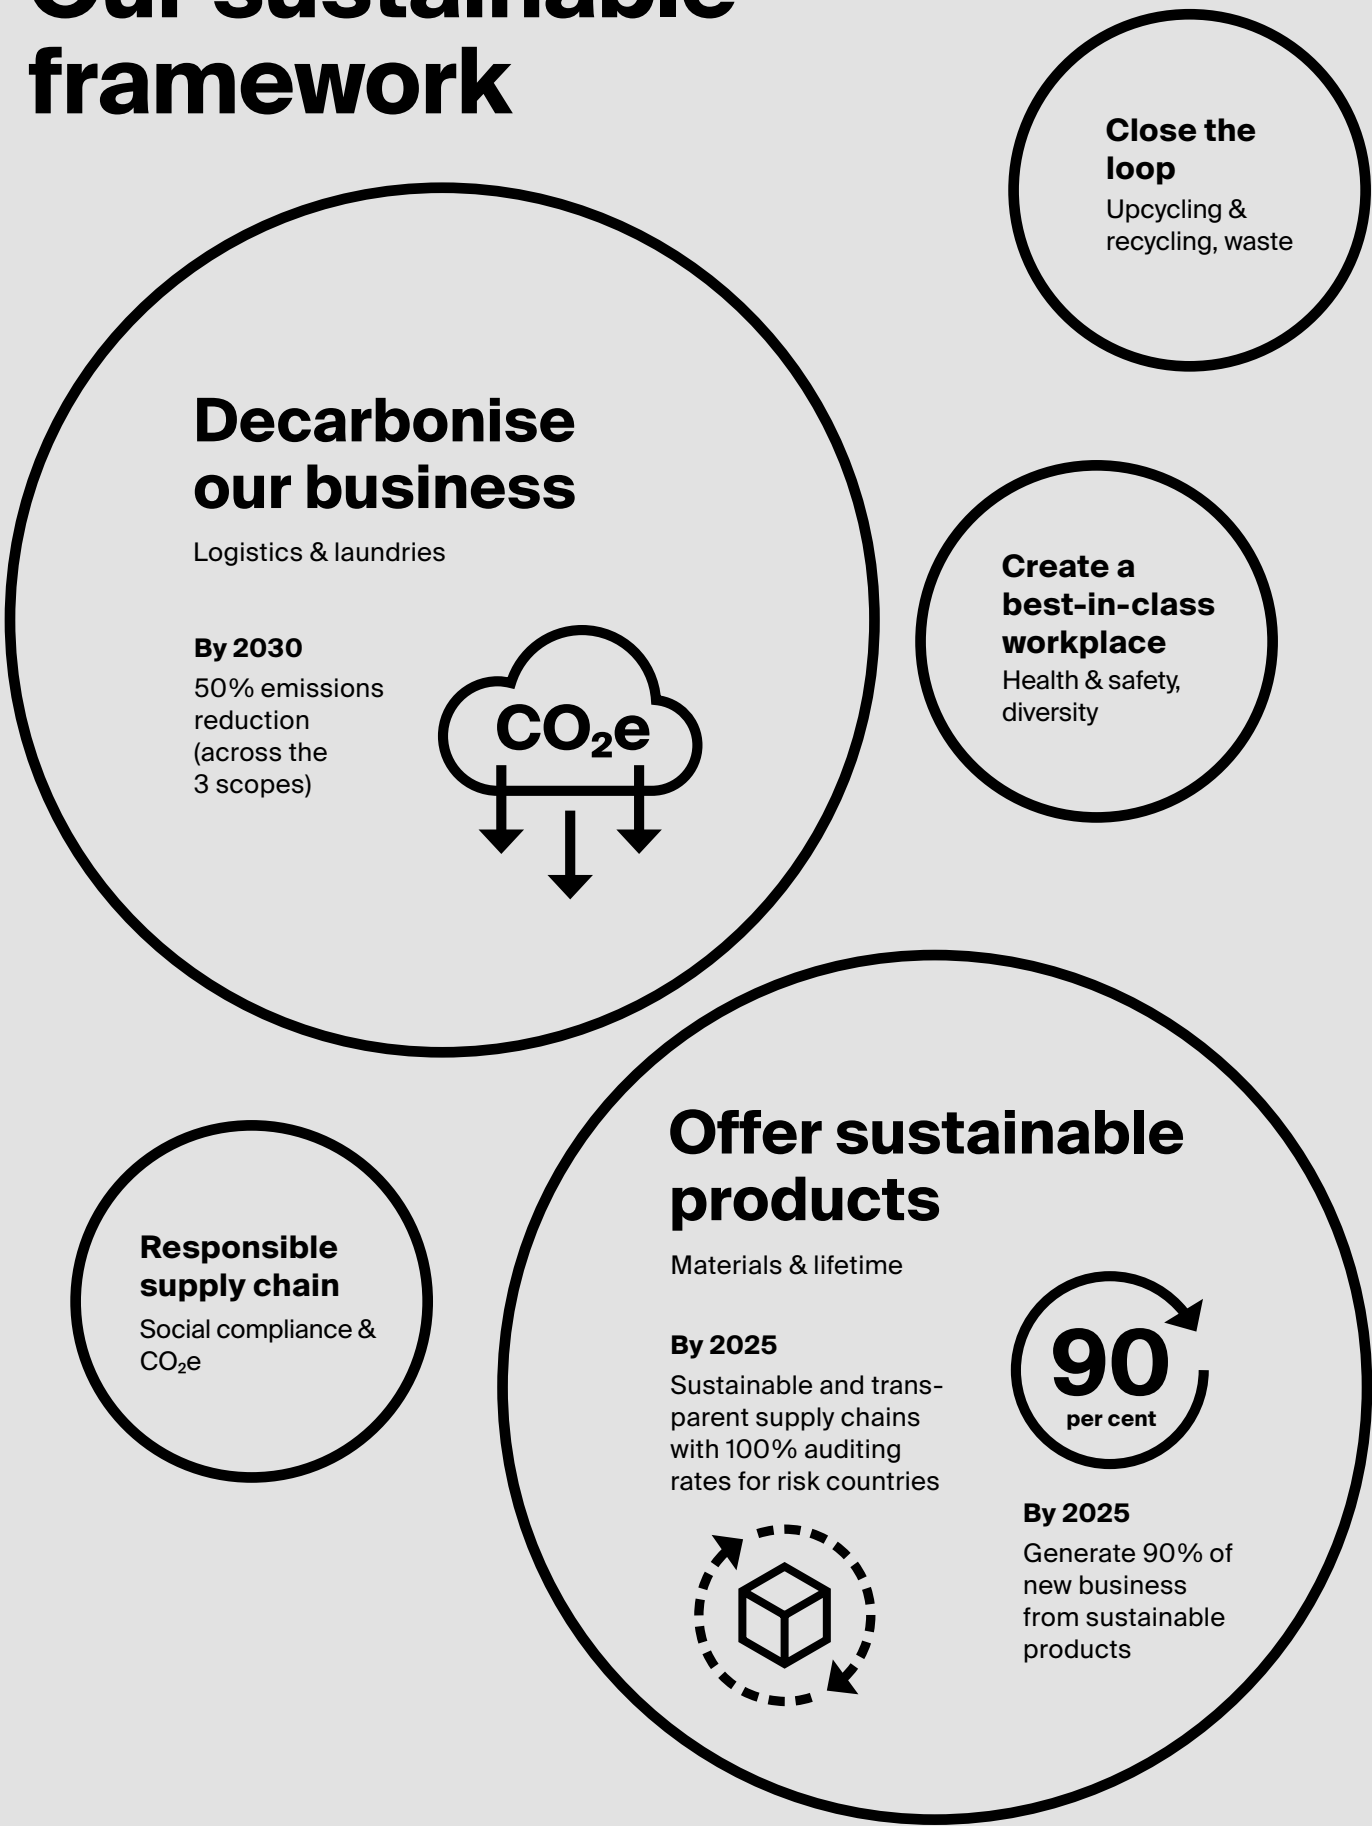 Our sustainable
framework
Close the
loop
Upcycling &
recycling, waste
Decarbonise
our business
Logistics & laundries
By 2030
50% emissions
reduction
(across the
3 scopes)
CO₂e
Create a
best-in-class
workplace
Health & safety,
diversity
Offer sustainable
products
Materials & lifetime
By 2025
Sustainable and trans-
parent supply chains
with 100% auditing
rates for risk countries
90
per cent
By 2025
Generate 90% of
new business
from sustainable
products
Responsible
supply chain
Social compliance &
CO₂e